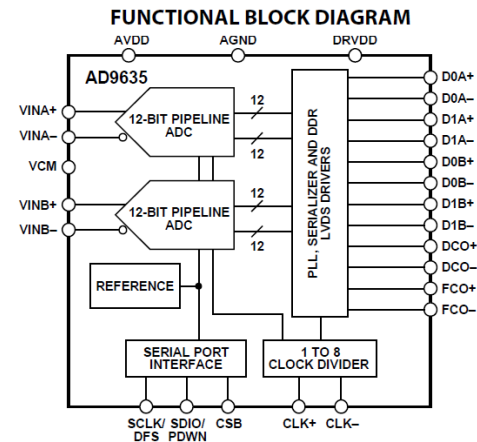 FUNCTIONAL BLOCK DIAGRAM
AVDD AGND DRVDD
AD9635
VINA+
VINA–
VCM
VINB+
VINB–
12-BIT PIPELINE
ADC
12
12
12-BIT PIPELINE
ADC
12
12
PLL, SERIALIZER AND DDR
LVDS DRIVERS
D0A+
D0A–
D1A+
D1A–
D0B+
D0B–
D1B+
D1B–
DCO+
DCO–
FCO+
FCO–
REFERENCE
SERIAL PORT
INTERFACE
1 TO 8
CLOCK DIVIDER
SCLK/
DFS
SDIO/
PDWN
CSB
CLK+ CLK–